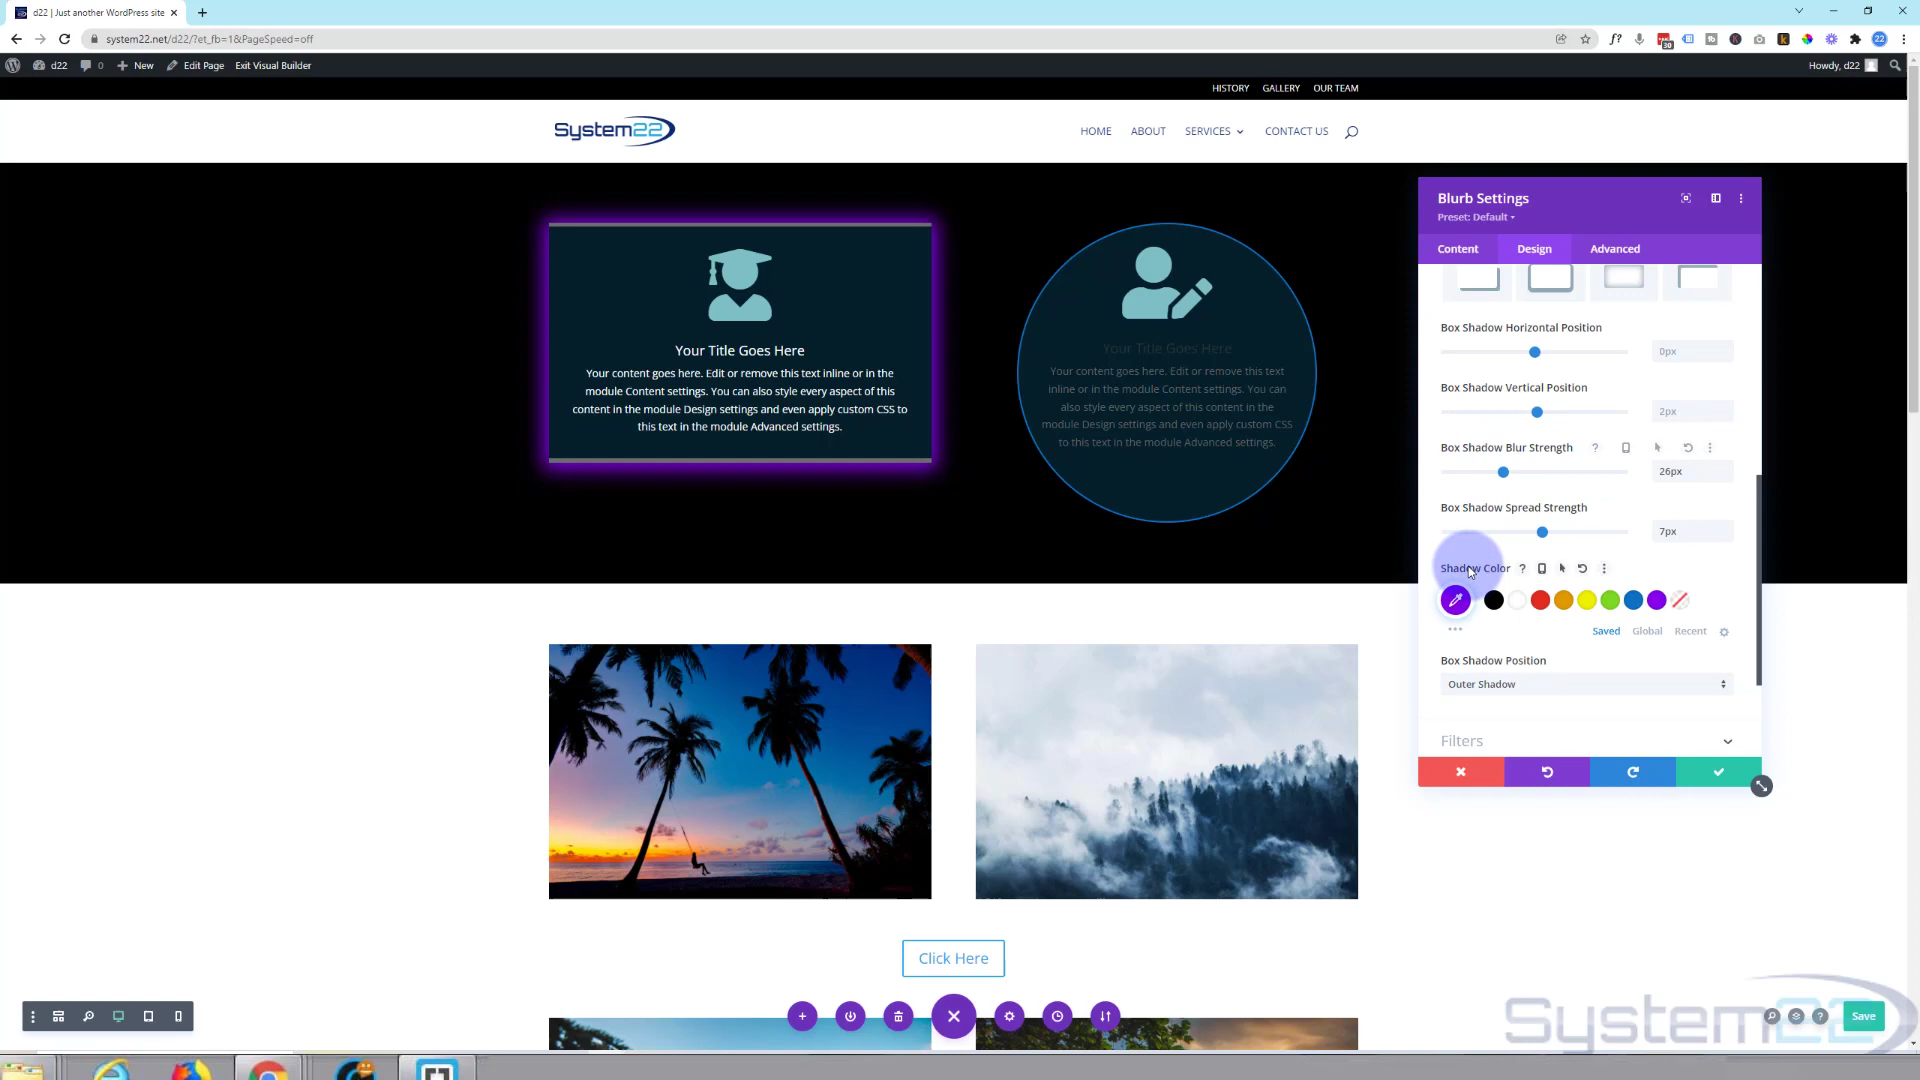 d22 | Just another WordPress site
system22.net/d22/?et_fb=1&PageSpeed=off
d22 0 New Edit Page Exit Visual Builder Howdy, d22
HISTORY GALLERY OUR TEAM
System22
HOME ABOUT SERVICES CONTACT US
Your Title Goes Here
Your content goes here. Edit or remove this text inline or in the
module Content settings. You can also style every aspect of this
content in the module Design settings and even apply custom CSS to
this text in the module Advanced settings.
Your Title Goes Here
Your content goes here. Edit or remove this text
inline or in the module Content settings. You can
also style every aspect of this content in the
module Design settings and even apply custom CSS
to this text in the module Advanced settings.
Blurb Settings
Preset: Default
Content Design Advanced
Box Shadow Horizontal Position
0px
Box Shadow Vertical Position
2px
Box Shadow Blur Strength
26px
Box Shadow Spread Strength
7px
Shadow Color
Saved Global Recent
Box Shadow Position
Outer Shadow
Filters
Click Here
Save
System22